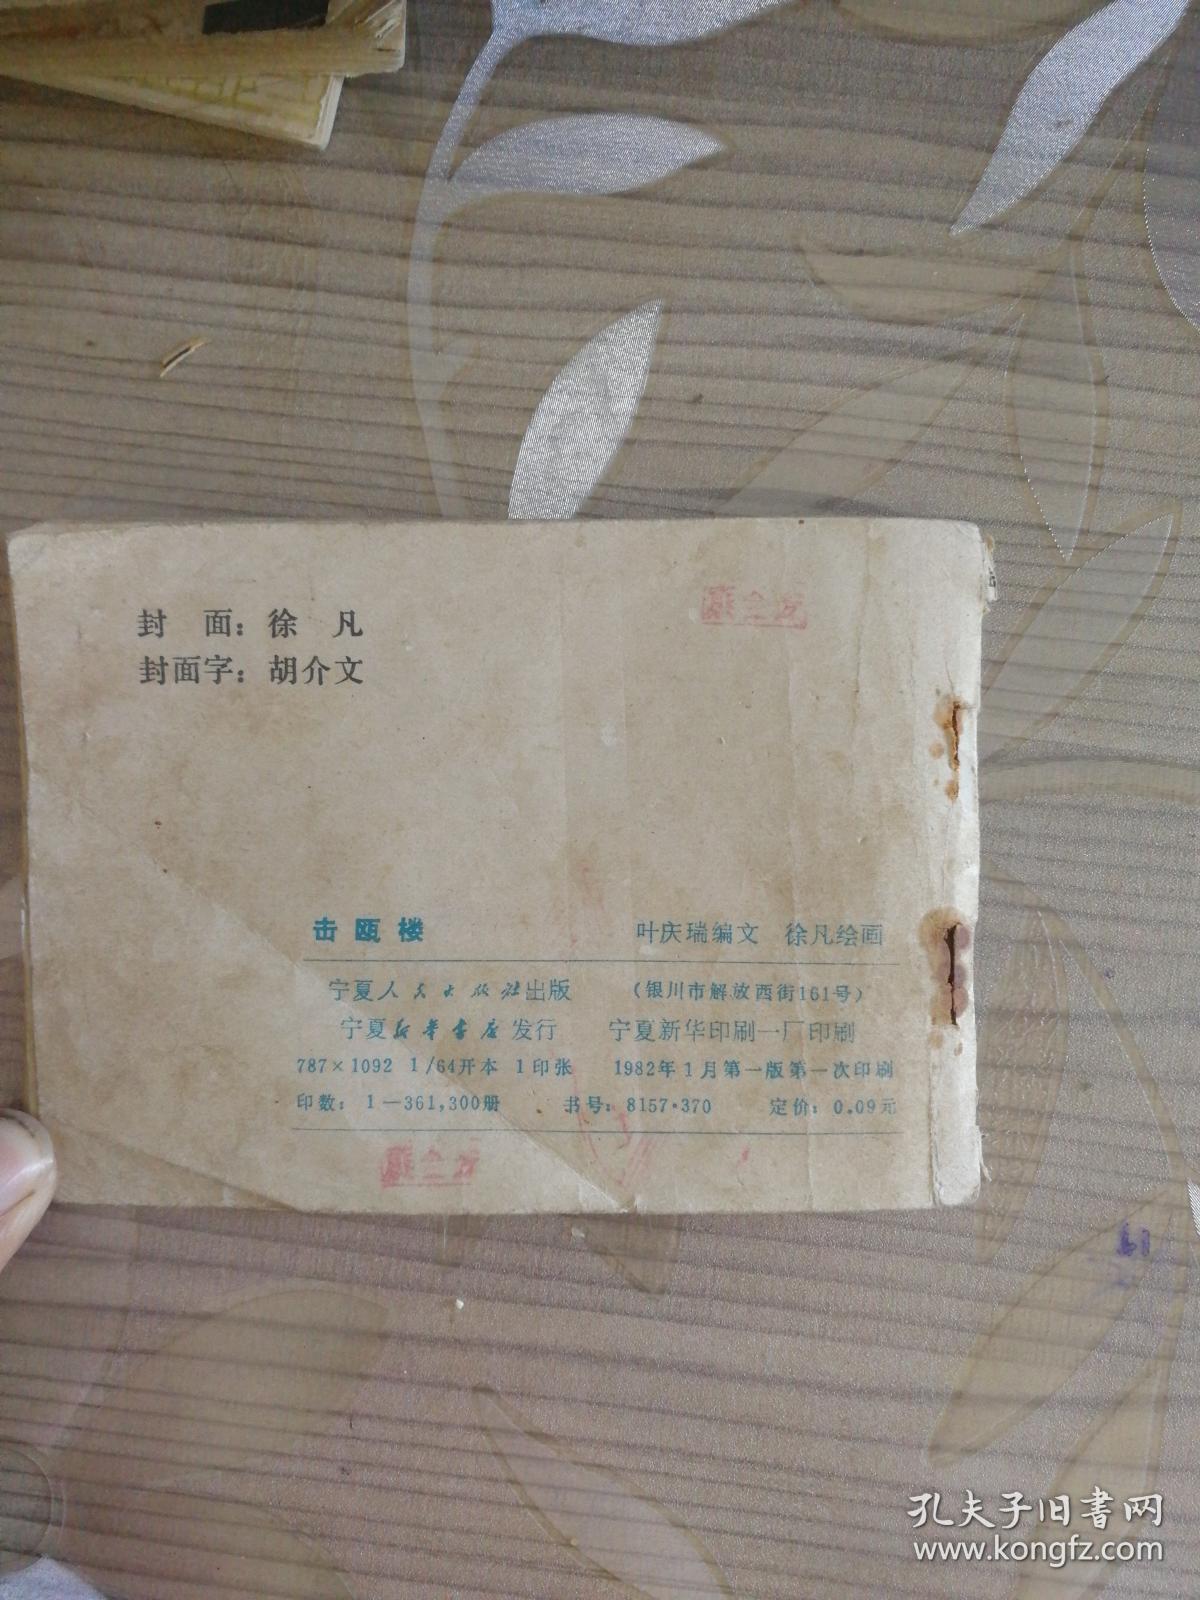 封　面：徐　凡
封面字：胡介文
击瓯楼　叶庆瑞编文　徐凡绘画
宁夏人民出版社出版　（银川市解放西街161号）
宁夏新华书店发行　宁夏新华印刷一厂印刷
787×1092　1/64开本　1印张　1982年1月第一版第一次印刷
印数：1—361,300册　书号：8157·370　定价：0.09元
孔夫子旧书网
www.kongfz.com